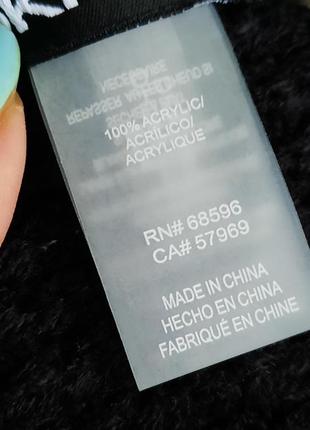 100% ACRYLIC/
ACRILICO/
ACRYLIQUE
RN# 68596
CA# 57969
MADE IN CHINA
HECHO EN CHINA
FABRIQUÉ EN CHINE